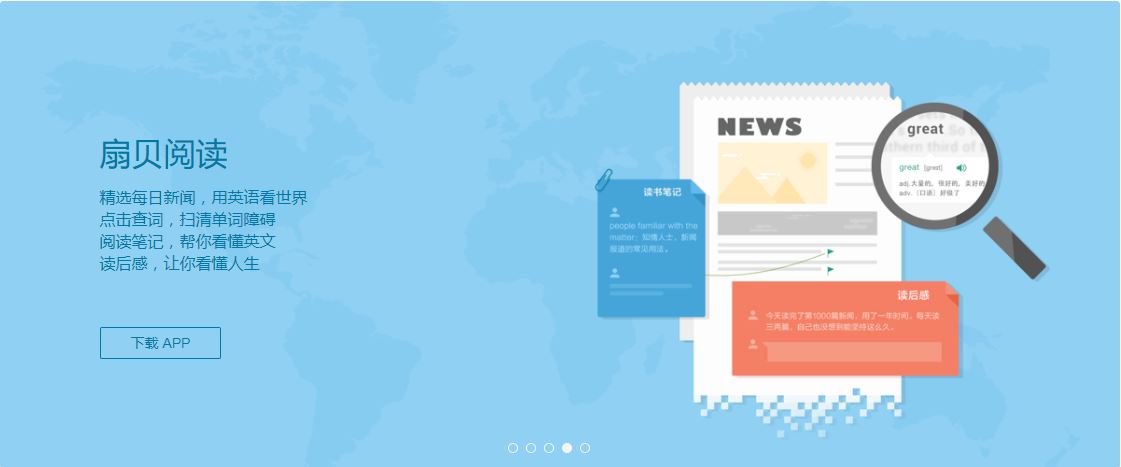 扇贝阅读
精选每日新闻，用英语看世界
点击查词，扫清单词障碍
阅读笔记，帮你看懂英文
读后感，让你看懂人生
下载 APP
NEWS
great
So
thern third of t
great [great]
adj.大量的，很好的，美好的
adv.〔口语〕好极了
读书笔记
people familiar with the
matter：知情人士，新闻
报道的常见用法。
读后感
今天读完了第1000篇新闻，用了一年时间。每天读
三两篇，自己也没想到能坚持这么久。